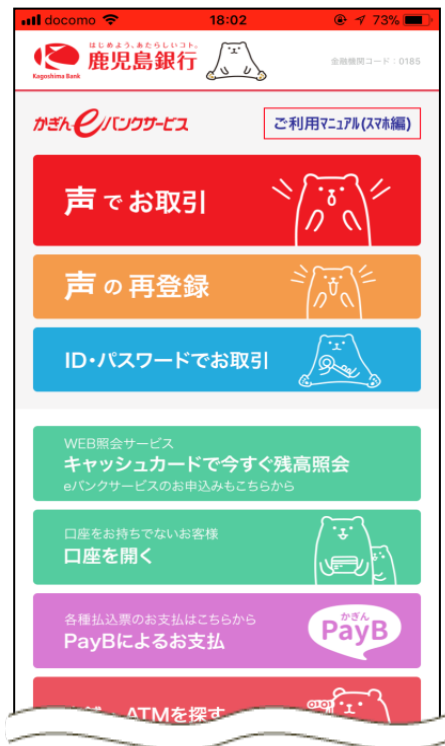 docomo 18:02 73%
はじめよう、あたらしいコト。
鹿児島銀行
Kagoshima Bank
金融機関コード：0185
かぎんeバンクサービス
ご利用マニュアル(スマホ編)
声でお取引
声の再登録
ID・パスワードでお取引
WEB照会サービス
キャッシュカードで今すぐ残高照会
eバンクサービスのお申込みもこちらから
口座をお持ちでないお客様
口座を開く
各種払込票のお支払はこちらから
PayBによるお支払
かぎん
PayB
ATMを探す